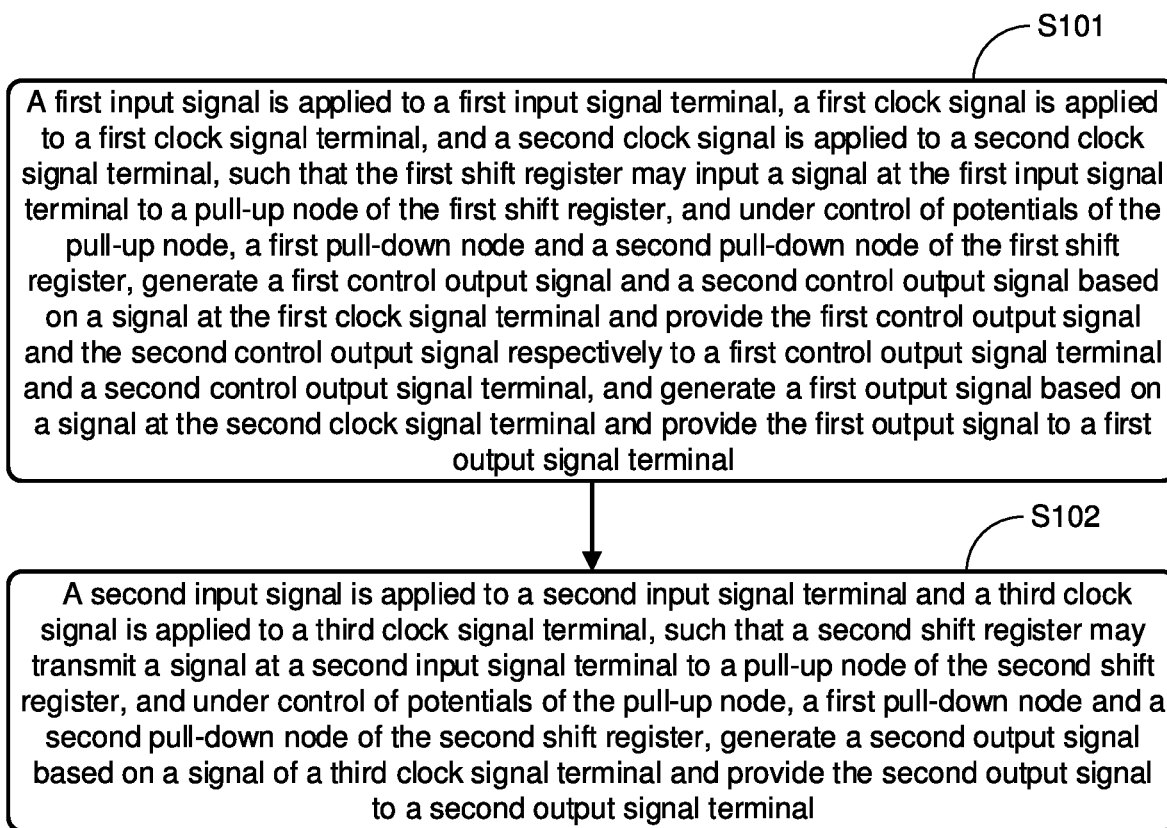 S101
A first input signal is applied to a first input signal terminal, a first clock signal is applied
to a first clock signal terminal, and a second clock signal is applied to a second clock
signal terminal, such that the first shift register may input a signal at the first input signal
terminal to a pull-up node of the first shift register, and under control of potentials of the
pull-up node, a first pull-down node and a second pull-down node of the first shift
register, generate a first control output signal and a second control output signal based
on a signal at the first clock signal terminal and provide the first control output signal
and the second control output signal respectively to a first control output signal terminal
and a second control output signal terminal, and generate a first output signal based on
a signal at the second clock signal terminal and provide the first output signal to a first
output signal terminal
S102
A second input signal is applied to a second input signal terminal and a third clock
signal is applied to a third clock signal terminal, such that a second shift register may
transmit a signal at a second input signal terminal to a pull-up node of the second shift
register, and under control of potentials of the pull-up node, a first pull-down node and a
second pull-down node of the second shift register, generate a second output signal
based on a signal of a third clock signal terminal and provide the second output signal
to a second output signal terminal